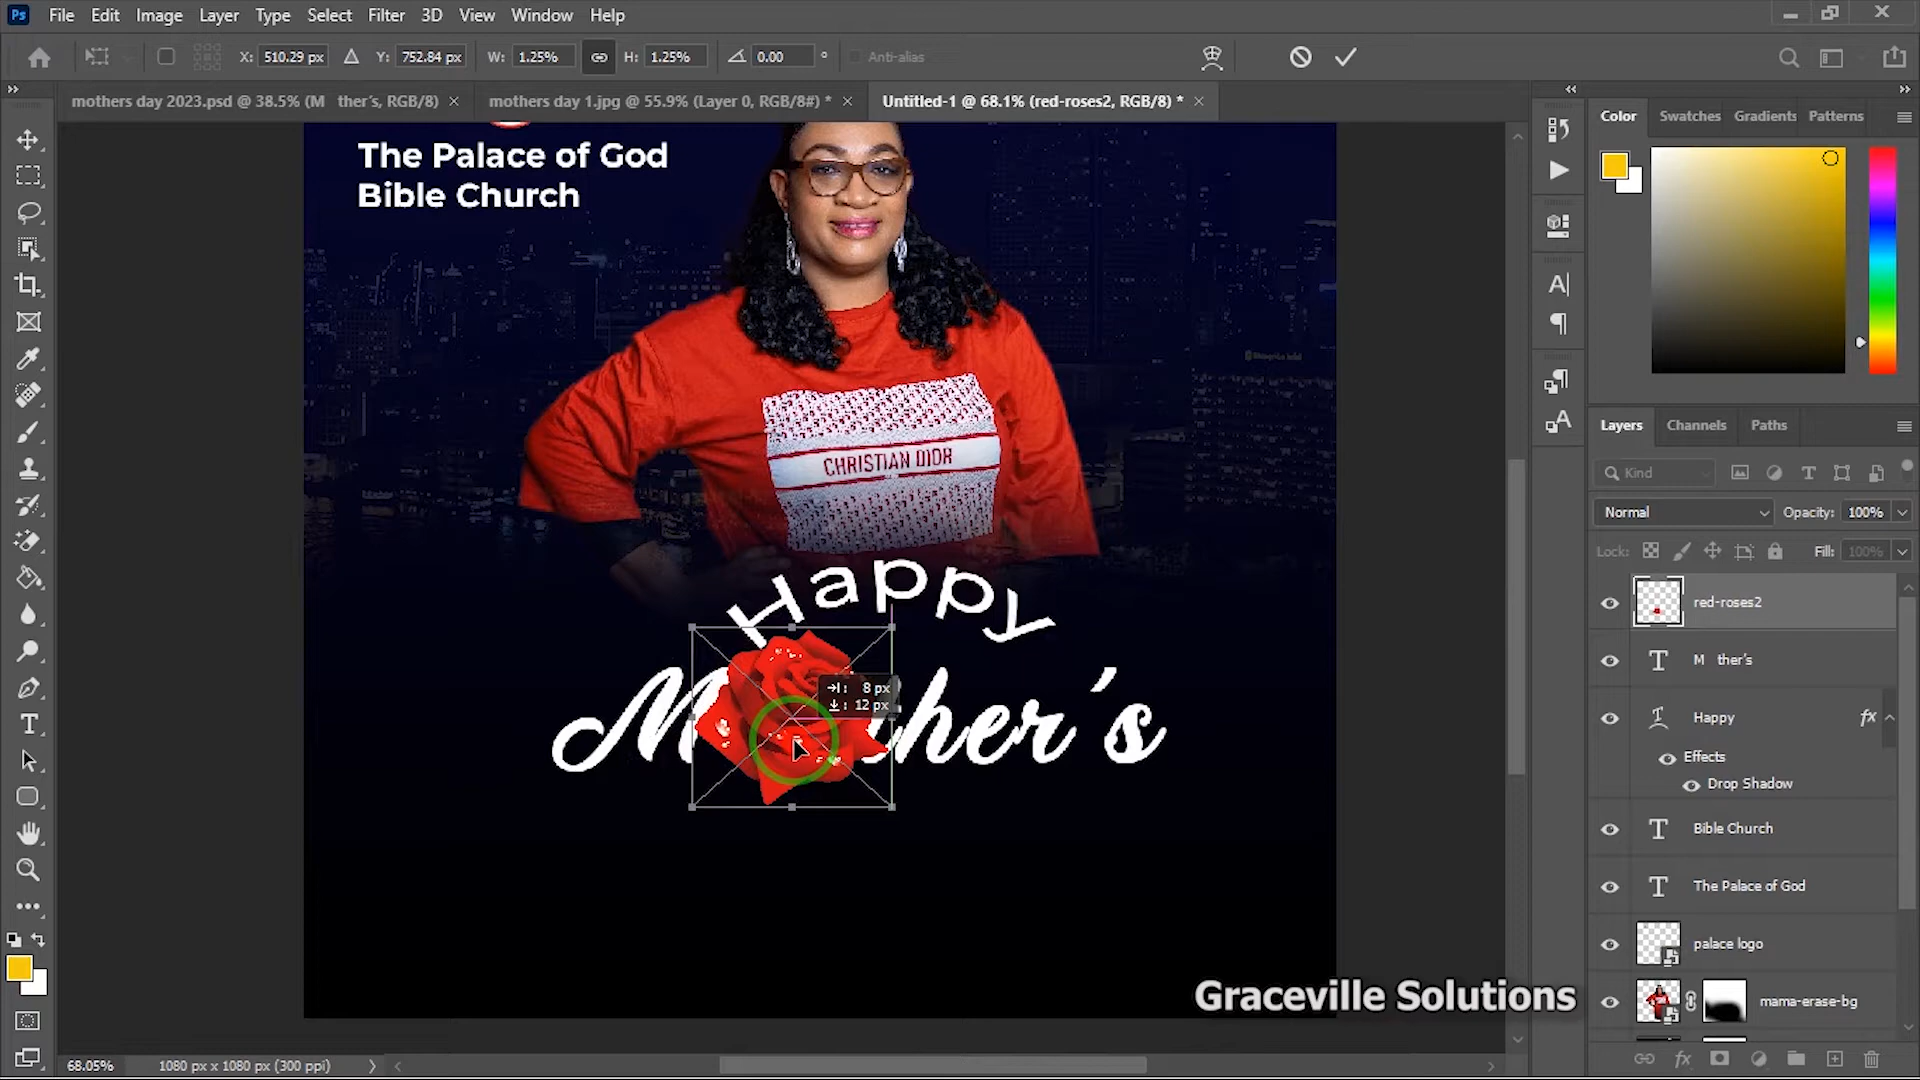 Ps File Edit Image Layer Type Select Filter 3D View Window Help
X: 510.29 px Y: 752.84 px W: 1.25% H: 1.25% 0.00 ° Anti-alias
mothers day 2023.psd @ 38.5% (M ther's, RGB/8) mothers day 1.jpg @ 55.9% (Layer 0, RGB/8#) * Untitled-1 @ 68.1% (red-roses2, RGB/8) *
Color Swatches Gradients Patterns
The Palace of God
Bible Church
CHRISTIAN DIOR
Happy
M ther's
8 px
12 px
Layers Channels Paths
Kind
Normal Opacity: 100%
Lock: Fill: 100%
red-roses2
M ther's
Happy fx
Effects
Drop Shadow
Bible Church
The Palace of God
palace logo
mama-erase-bg
Graceville Solutions
68.05% 1080 px x 1080 px (300 ppi)